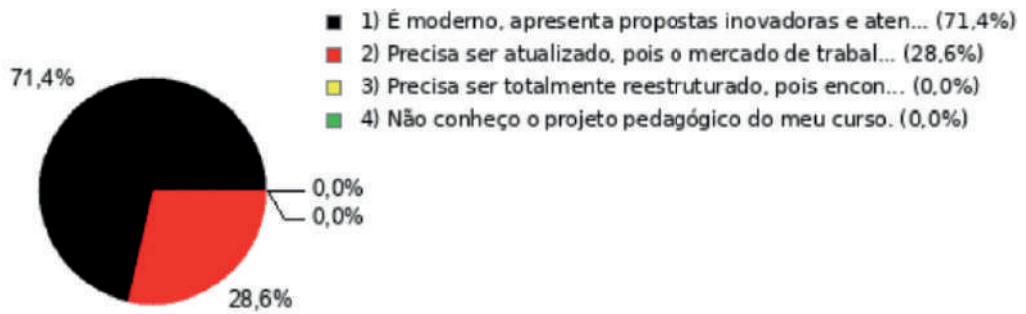 1) É moderno, apresenta propostas inovadoras e aten... (71,4%)
2) Precisa ser atualizado, pois o mercado de trabal... (28,6%)
3) Precisa ser totalmente reestruturado, pois encon... (0,0%)
4) Não conheço o projeto pedagógico do meu curso. (0,0%)
71,4%
0,0%
0,0%
28,6%